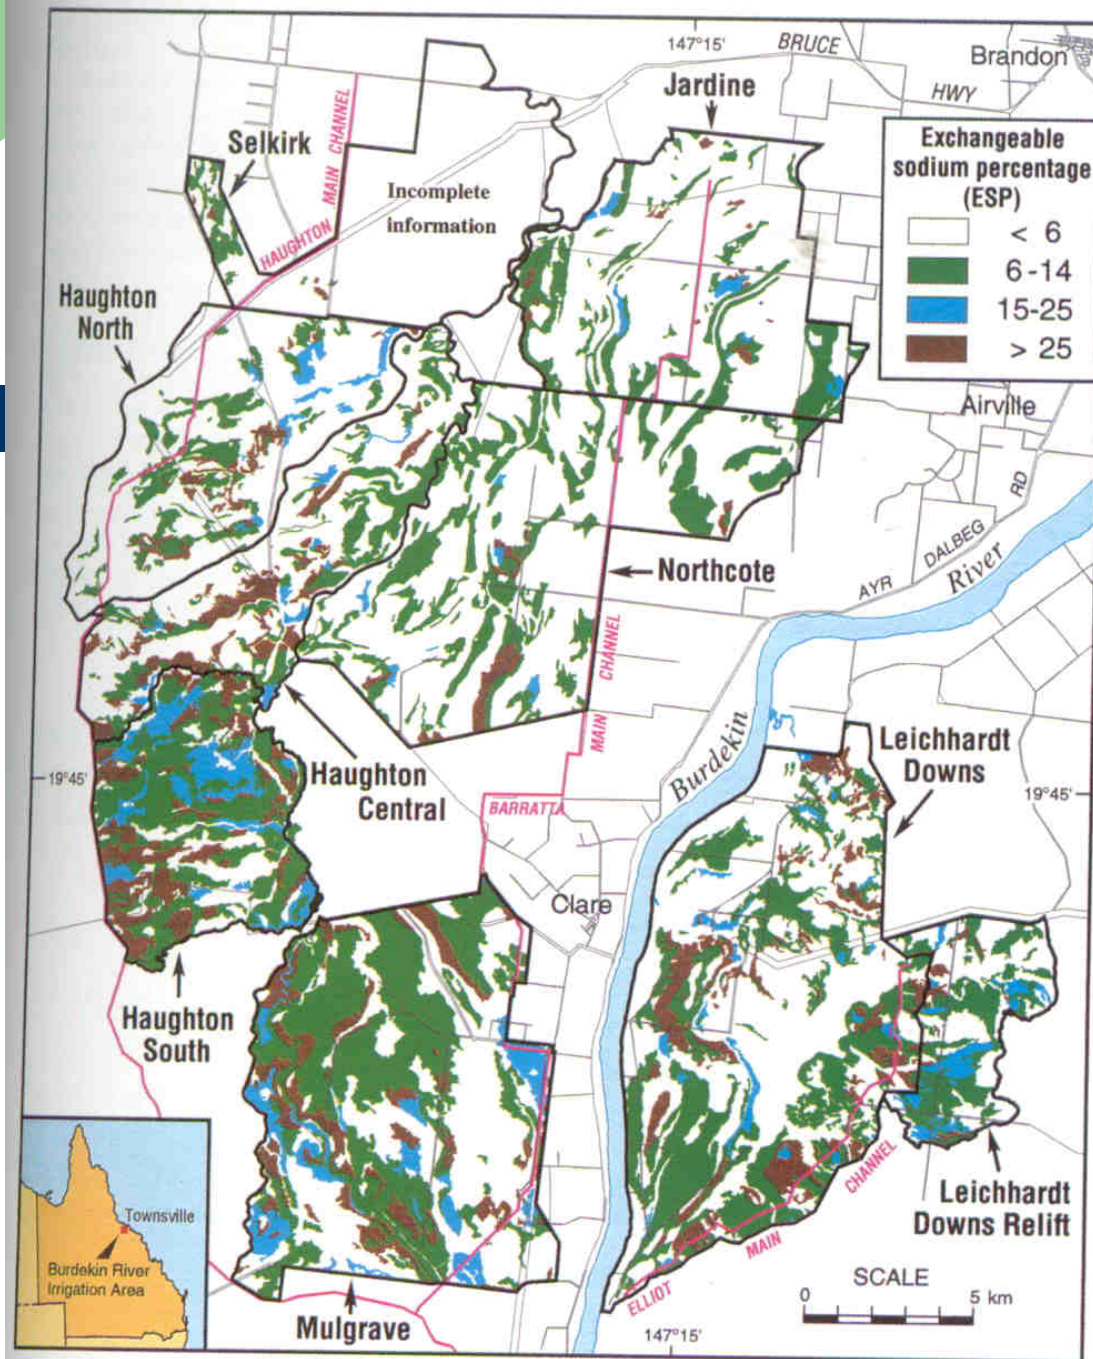 147°15'
BRUCE
HWY
Brandon
Jardine
Selkirk
HAUGHTON
MAIN CHANNEL
Incomplete
information
Exchangeable
sodium percentage
(ESP)
< 6
6-14
15-25
> 25
Haughton
North
Airville
Northcote
AYR
DALBEG
RD
River
Burdekin
MAIN CHANNEL
19°45'
Haughton
Central
BARRATTA
Leichhardt
Downs
19°45'
Clare
Haughton
South
Leichhardt
Downs Relift
ELLIOT
MAIN
CHANNEL
Townsville
Burdekin River
Irrigation Area
Mulgrave
147°15'
SCALE
0
5 km